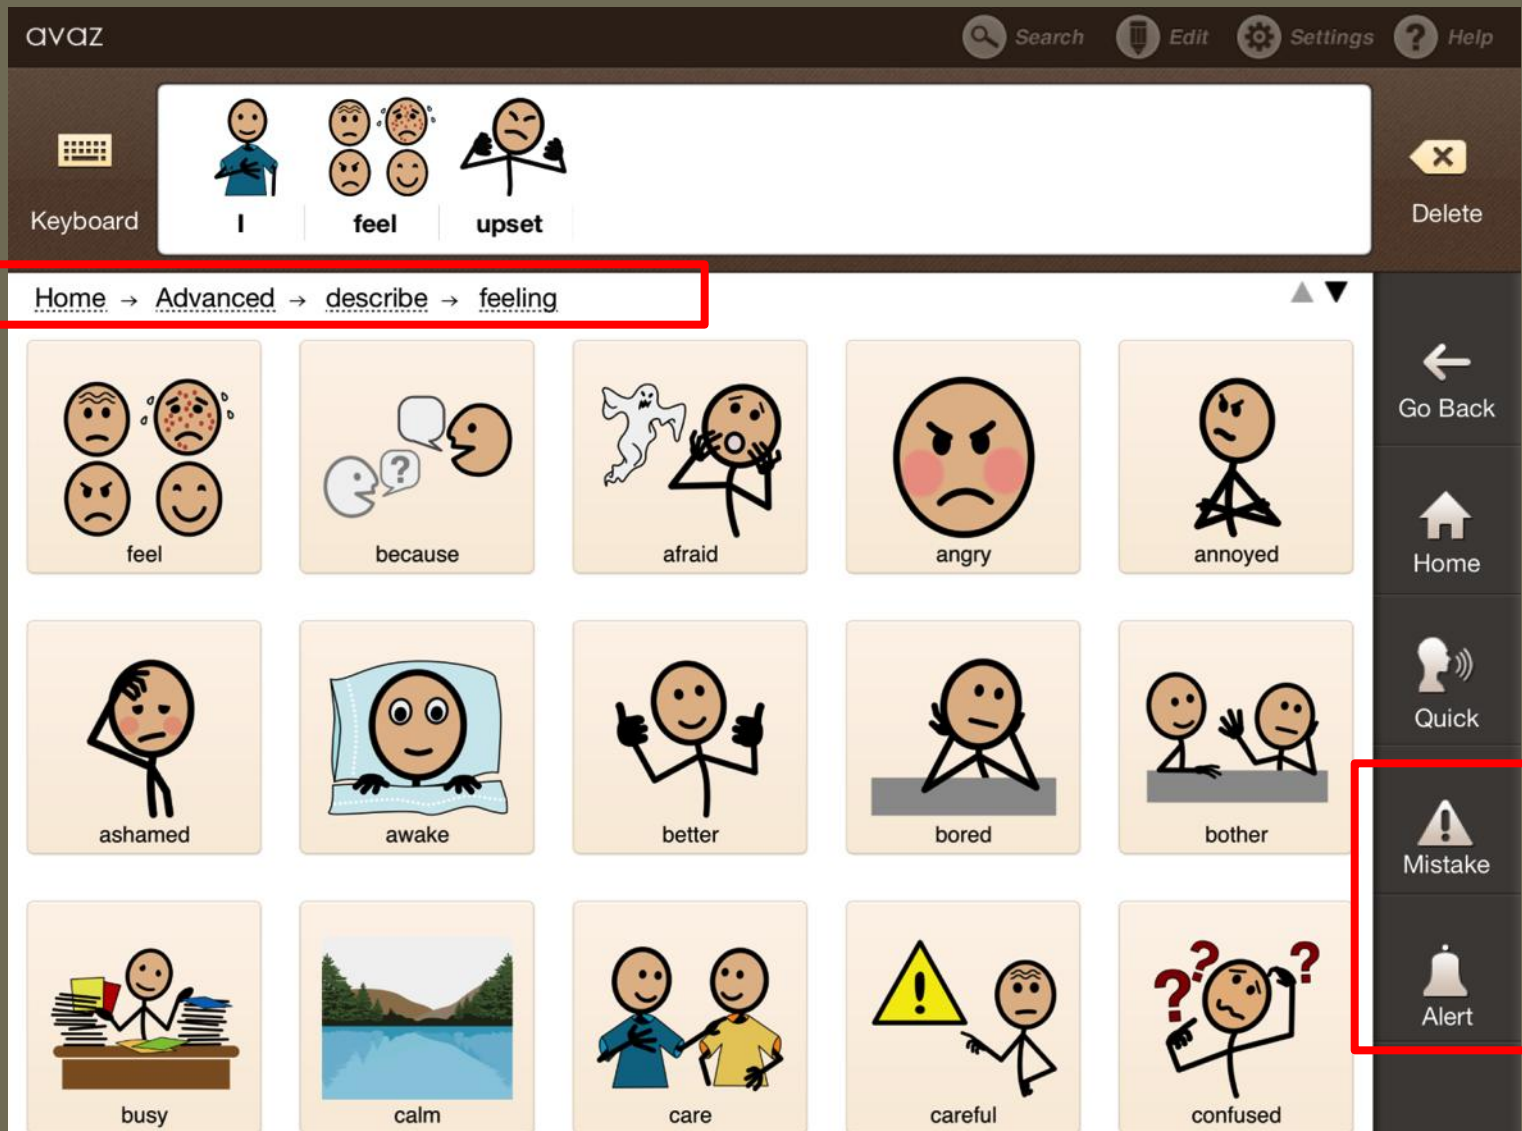 avaz
Search Edit Settings ? Help
Keyboard
I feel upset
Delete
Home → Advanced → describe → feeling
Go Back
?
feel because afraid angry annoyed
Home
Quick
ashamed awake better bored bother
Mistake
! ? ? ?
Alert
busy calm care careful confused